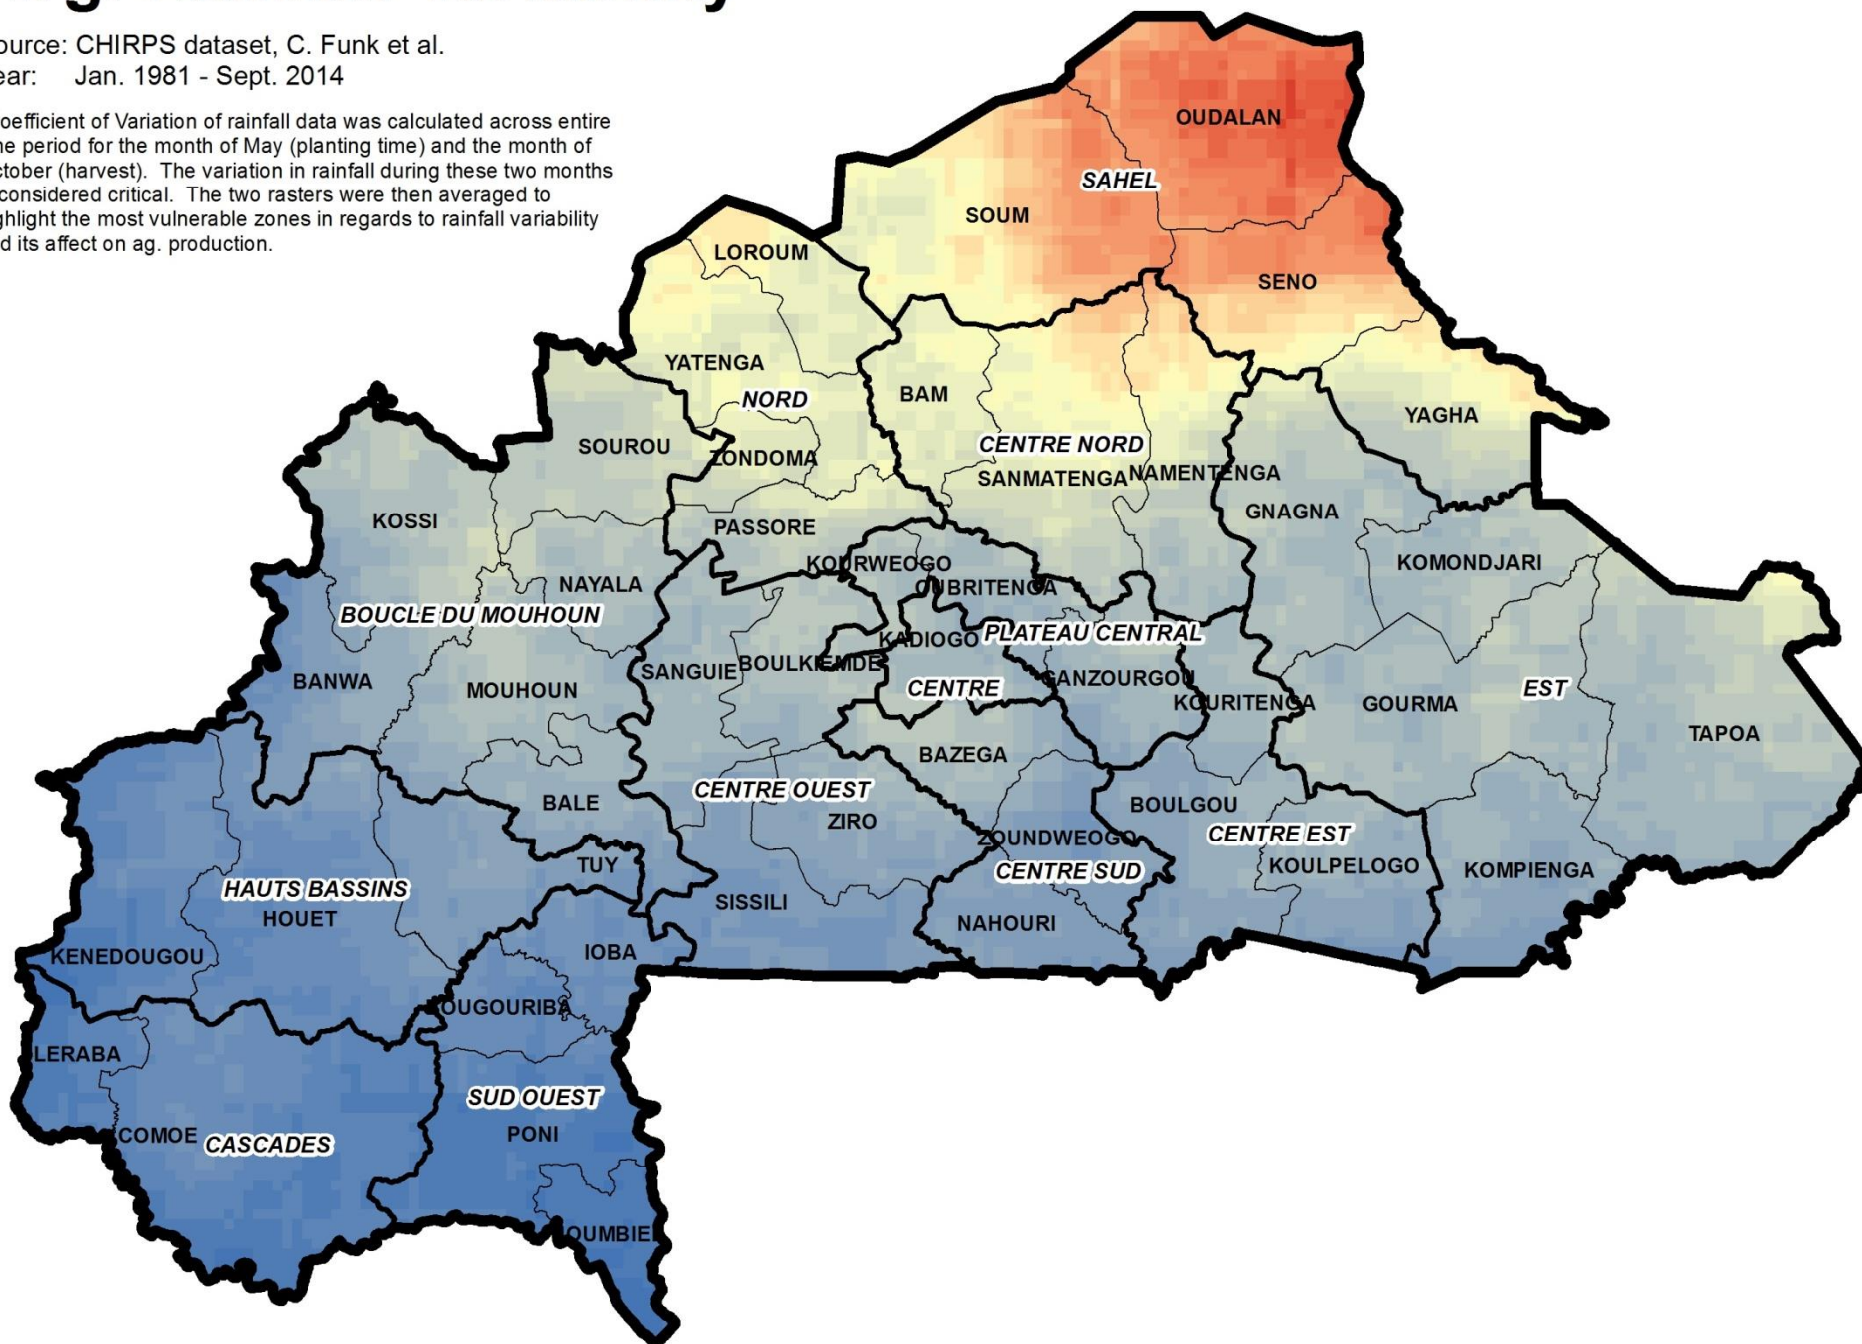 ource: CHIRPS dataset, C. Funk et al.
ear: Jan. 1981 - Sept. 2014
oefficient of Variation of rainfall data was calculated across entire
ne period for the month of May (planting time) and the month of
ctober (harvest). The variation in rainfall during these two months
considered critical. The two rasters were then averaged to
ghlight the most vulnerable zones in regards to rainfall variability
d its affect on ag. production.
OUDALAN
SAHEL
SOUM
LOROUM
SENO
YATENGA
BAM
NORD
YAGHA
SOUROU
CENTRE NORD
ZONDOMA
SANMATENGA
NAMENTENGA
GNAGNA
KOSSI
PASSORE
KOURWEOGO
KOMONDJARI
NAYALA
OUBRITENGA
BOUCLE DU MOUHOUN
KADIOGO
PLATEAU CENTRAL
SANGUIE
BOULKIEMDE
GANZOURGOU
BANWA
MOUHOUN
CENTRE
KOURITENGA
GOURMA
EST
TAPOA
BAZEGA
CENTRE OUEST
BALE
BOULGOU
ZIRO
ZOUNDWEOGO
CENTRE EST
TUY
CENTRE SUD
KOULPELOGO
KOMPIENGA
HAUTS BASSINS
HOUET
SISSILI
NAHOURI
KENEDOUGOU
IOBA
OUGOURIBA
LERABA
SUD OUEST
COMOE
CASCADES
PONI
OUMBIE